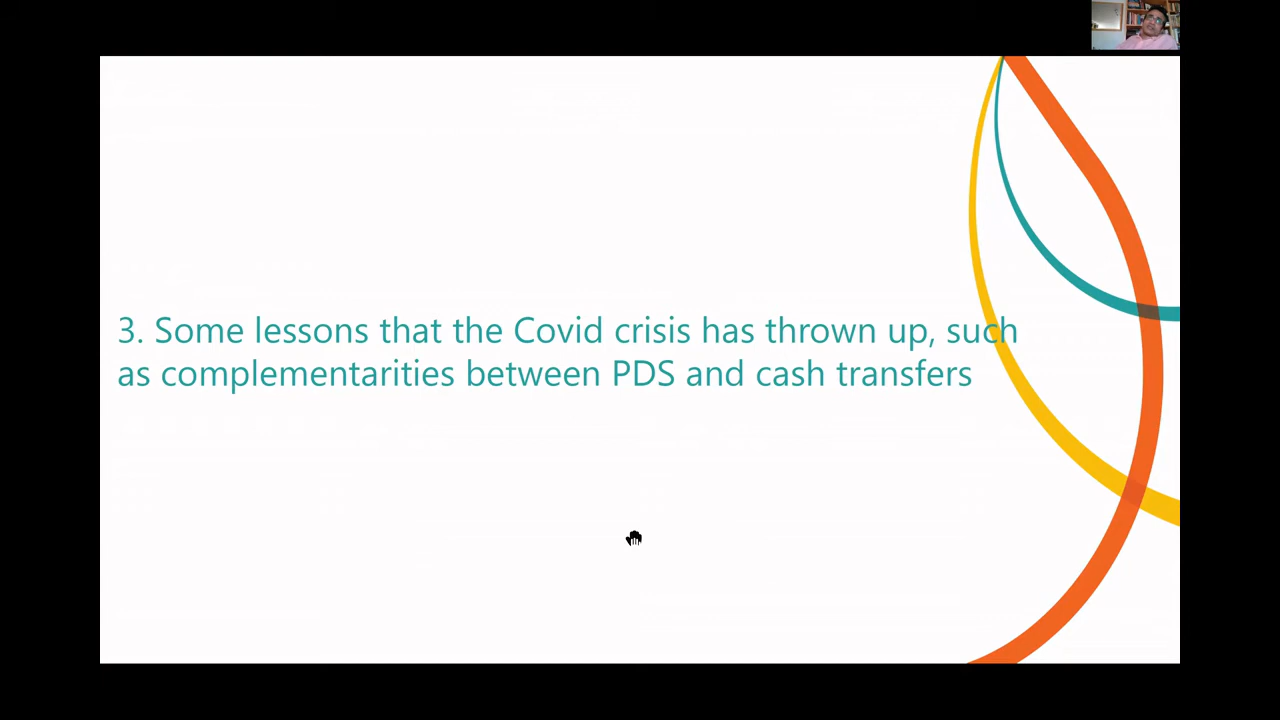 3. Some lessons that the Covid crisis has thrown up, such
as complementarities between PDS and cash transfers